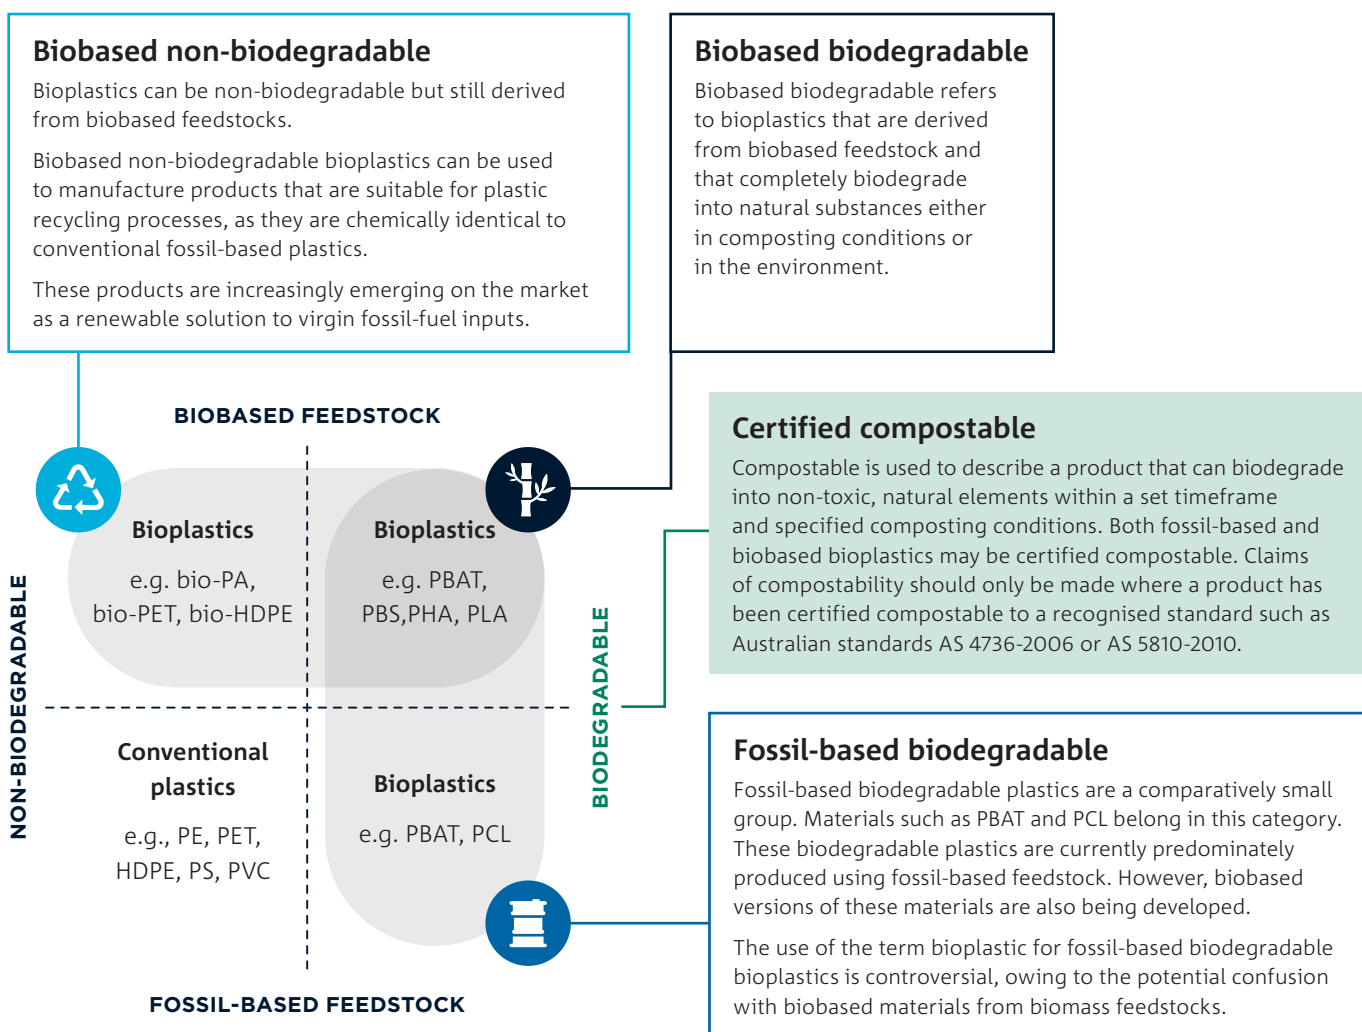 Biobased non-biodegradable
Bioplastics can be non-biodegradable but still derived
from biobased feedstocks.
Biobased non-biodegradable bioplastics can be used
to manufacture products that are suitable for plastic
recycling processes, as they are chemically identical to
conventional fossil-based plastics.
These products are increasingly emerging on the market
as a renewable solution to virgin fossil-fuel inputs.
Biobased biodegradable
Biobased biodegradable refers
to bioplastics that are derived
from biobased feedstock and
that completely biodegrade
into natural substances either
in composting conditions or
in the environment.
BIOBASED FEEDSTOCK
NON-BIODEGRADABLE
Bioplastics
e.g. bio-PA,
bio-PET, bio-HDPE
Bioplastics
e.g. PBAT,
PBS,PHA, PLA
Conventional
plastics
e.g., PE, PET,
HDPE, PS, PVC
Bioplastics
e.g. PBAT, PCL
BIODEGRADABLE
FOSSIL-BASED FEEDSTOCK
Certified compostable
Compostable is used to describe a product that can biodegrade
into non-toxic, natural elements within a set timeframe
and specified composting conditions. Both fossil-based and
biobased bioplastics may be certified compostable. Claims
of compostability should only be made where a product has
been certified compostable to a recognised standard such as
Australian standards AS 4736-2006 or AS 5810-2010.
Fossil-based biodegradable
Fossil-based biodegradable plastics are a comparatively small
group. Materials such as PBAT and PCL belong in this category.
These biodegradable plastics are currently predominately
produced using fossil-based feedstock. However, biobased
versions of these materials are also being developed.
The use of the term bioplastic for fossil-based biodegradable
bioplastics is controversial, owing to the potential confusion
with biobased materials from biomass feedstocks.